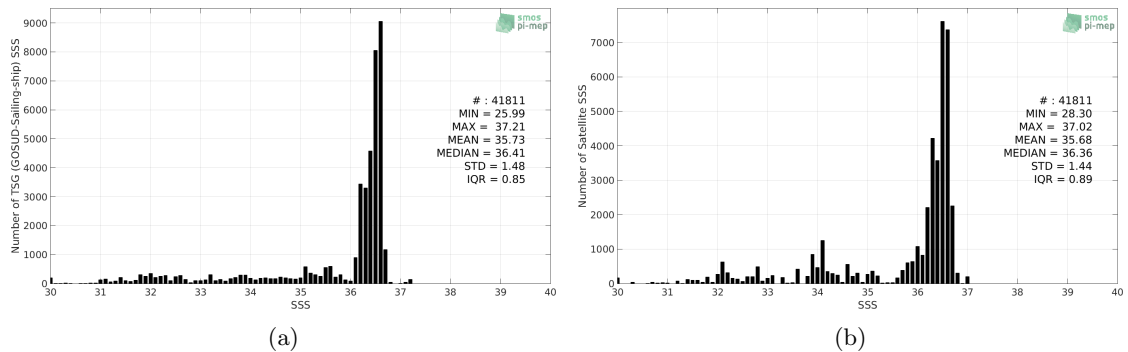 smos
pi-mep
Number of TSG (GOSUD-Sailing-ship) SSS
9000
8000
7000
6000
5000
4000
3000
2000
1000
0
# : 41811
MIN = 25.99
MAX = 37.21
MEAN = 35.73
MEDIAN = 36.41
STD = 1.48
IQR = 0.85
30 31 32 33 34 35 36 37 38 39 40
SSS
(a)
smos
pi-mep
Number of Satellite SSS
7000
6000
5000
4000
3000
2000
1000
0
# : 41811
MIN = 28.30
MAX = 37.02
MEAN = 35.68
MEDIAN = 36.36
STD = 1.44
IQR = 0.89
30 31 32 33 34 35 36 37 38 39 40
SSS
(b)